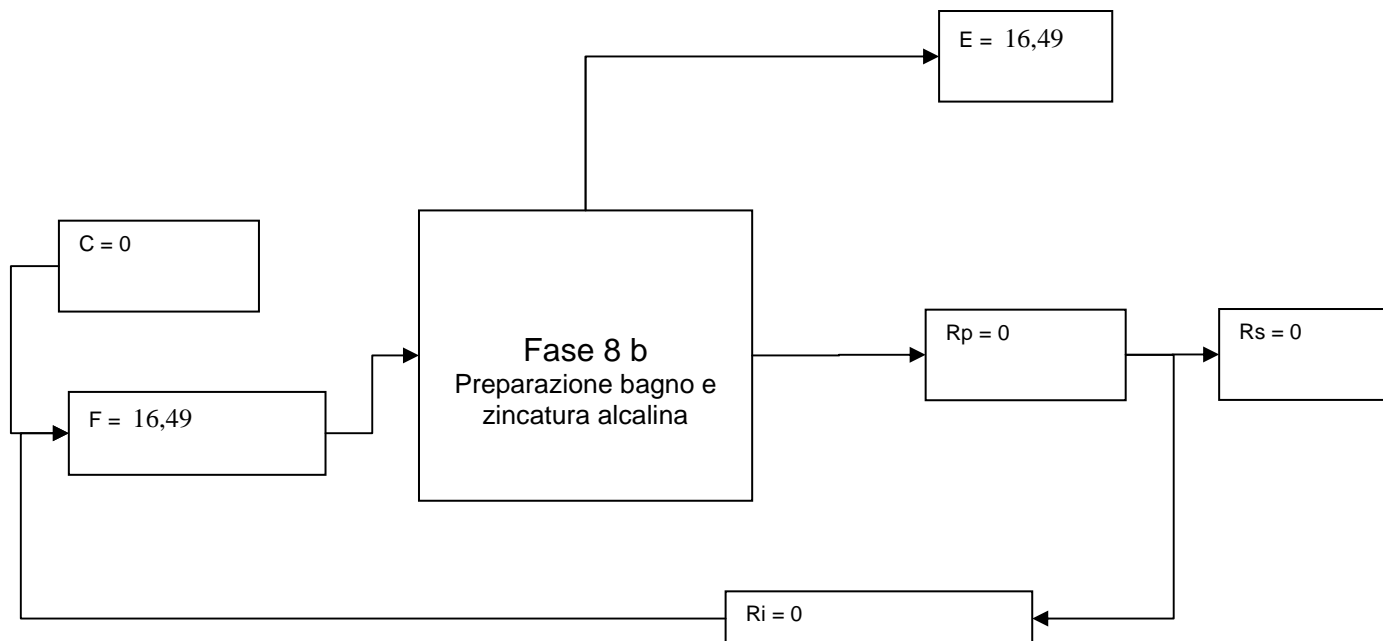 E = 16,49
C = 0
Fase 8 b
Preparazione bagno e
zincatura alcalina
Rp = 0
Rs = 0
F = 16,49
Ri = 0